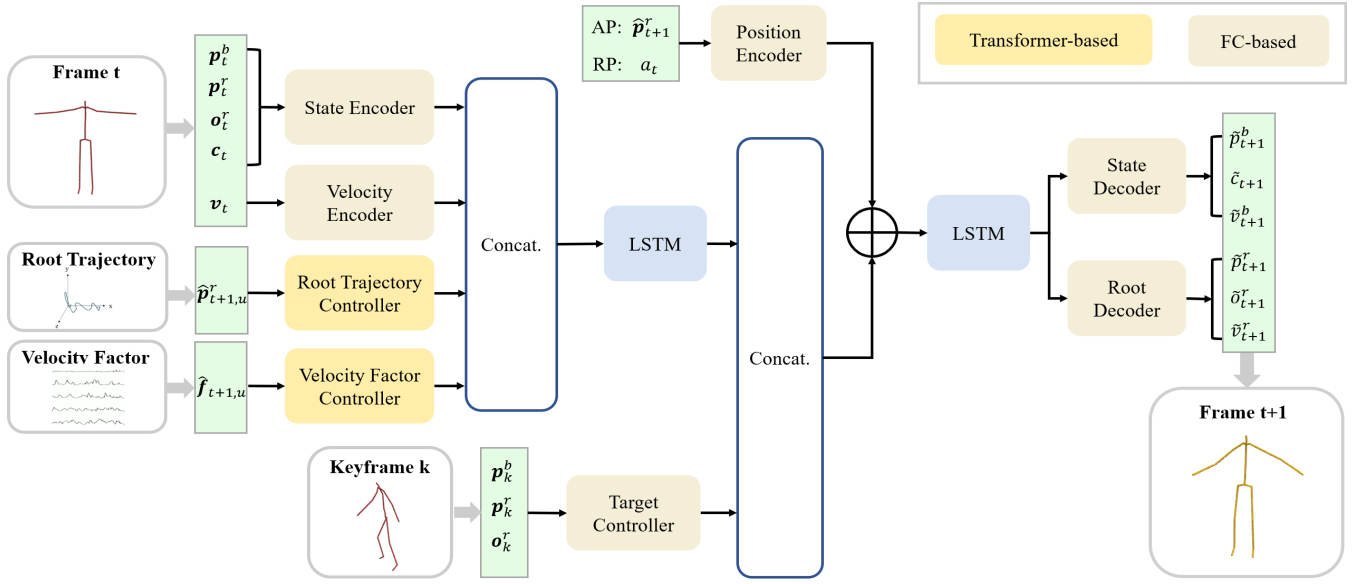 Frame t
p_t^b
p_t^r
o_t^r
c_t
v_t
State Encoder
Velocity
Encoder
Root Trajectory
y
x
z
p̂_{t+1,u}^r
Root Trajectory
Controller
Velocity Factor
f̂_{t+1,u}
Velocity Factor
Controller
Concat.
LSTM
Keyframe k
p_k^b
p_k^r
o_k^r
Target
Controller
Concat.
AP: p̂_{t+1}^r
RP: a_t
Position
Encoder
LSTM
Transformer-based
FC-based
State
Decoder
Root
Decoder
p̃_{t+1}^b
c̃_{t+1}
ṽ_{t+1}^b
p̃_{t+1}^r
õ_{t+1}^r
ṽ_{t+1}^r
Frame t+1